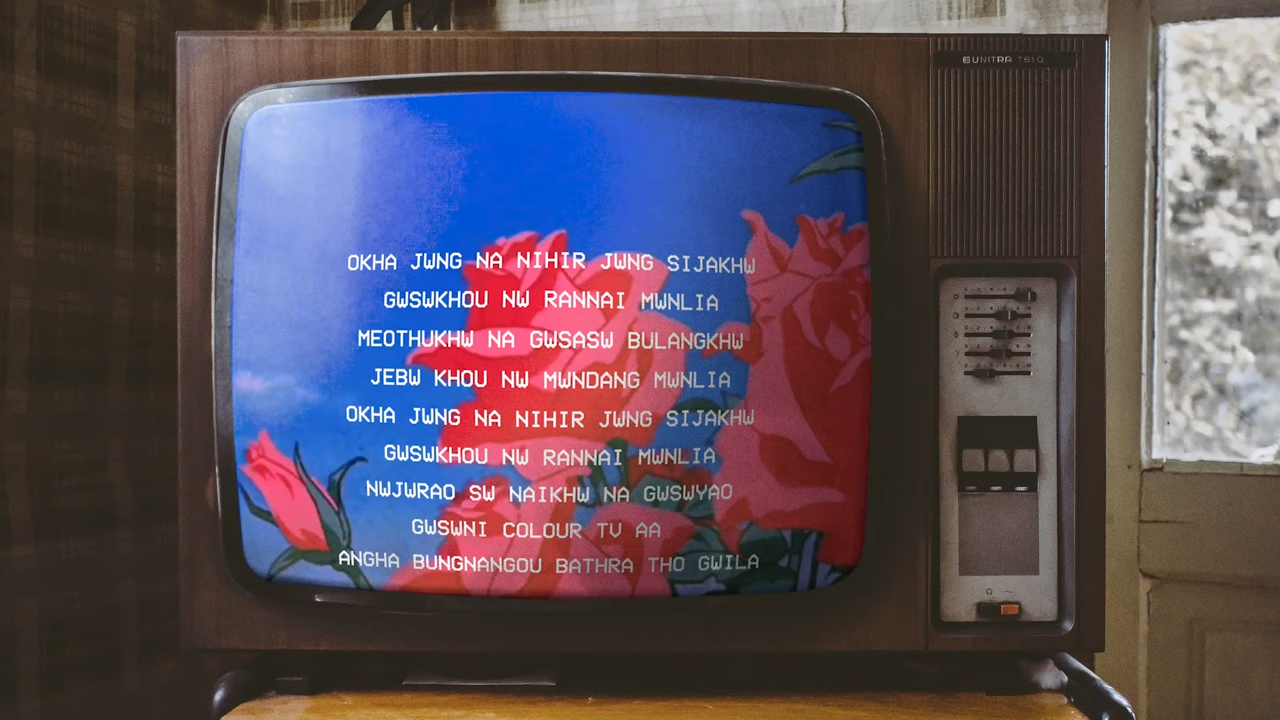 UNITRA T610
OKHA JWNG NA NIHIR JWNG SIJAKHW
GWSWKHOU NW RANNAI MWNLIA
MEOTHUKHW NA GWSASW BULANGKHW
JEBW KHOU NW MWNDANG MWNLIA
OKHA JWNG NA NIHIR JWNG SIJAKHW
GWSWKHOU NW RANNAI MWNLIA
NWJWRAO SW NAIKHW NA GWSWYAO
GWSWNI COLOUR TV AA
ANGHA BUNGNANGOU BATHRA THO GWILA